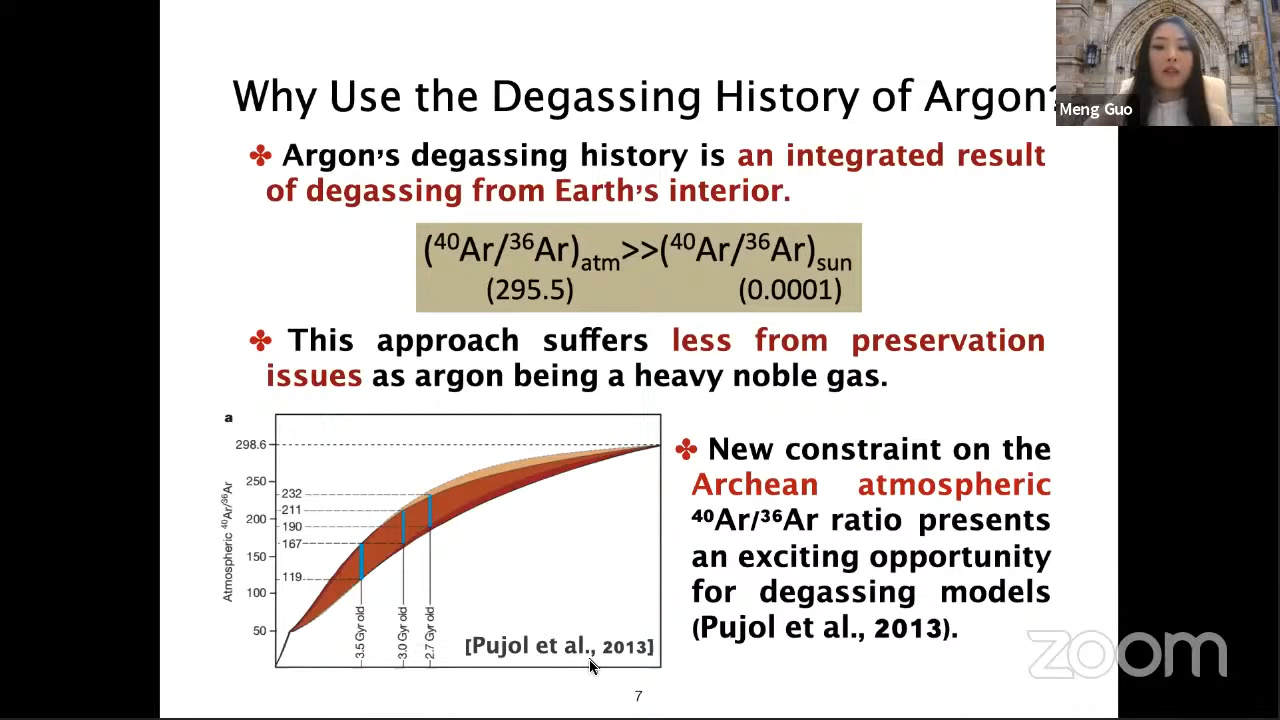 Why Use the Degassing History of Argon?
Meng Guo
✤ Argon's degassing history is an integrated result
of degassing from Earth's interior.
(⁴⁰Ar/³⁶Ar)atm>>(⁴⁰Ar/³⁶Ar)sun
(295.5) (0.0001)
✤ This approach suffers less from preservation
issues as argon being a heavy noble gas.
a
Atmospheric ⁴⁰Ar/³⁶Ar
298.6
250
200
150
100
50
232
211
190
167
119
3.5 Gyr old
3.0 Gyr old
2.7 Gyr old
[Pujol et al., 2013]
✤ New constraint on the
Archean atmospheric
⁴⁰Ar/³⁶Ar ratio presents
an exciting opportunity
for degassing models
(Pujol et al., 2013).
zoom
7